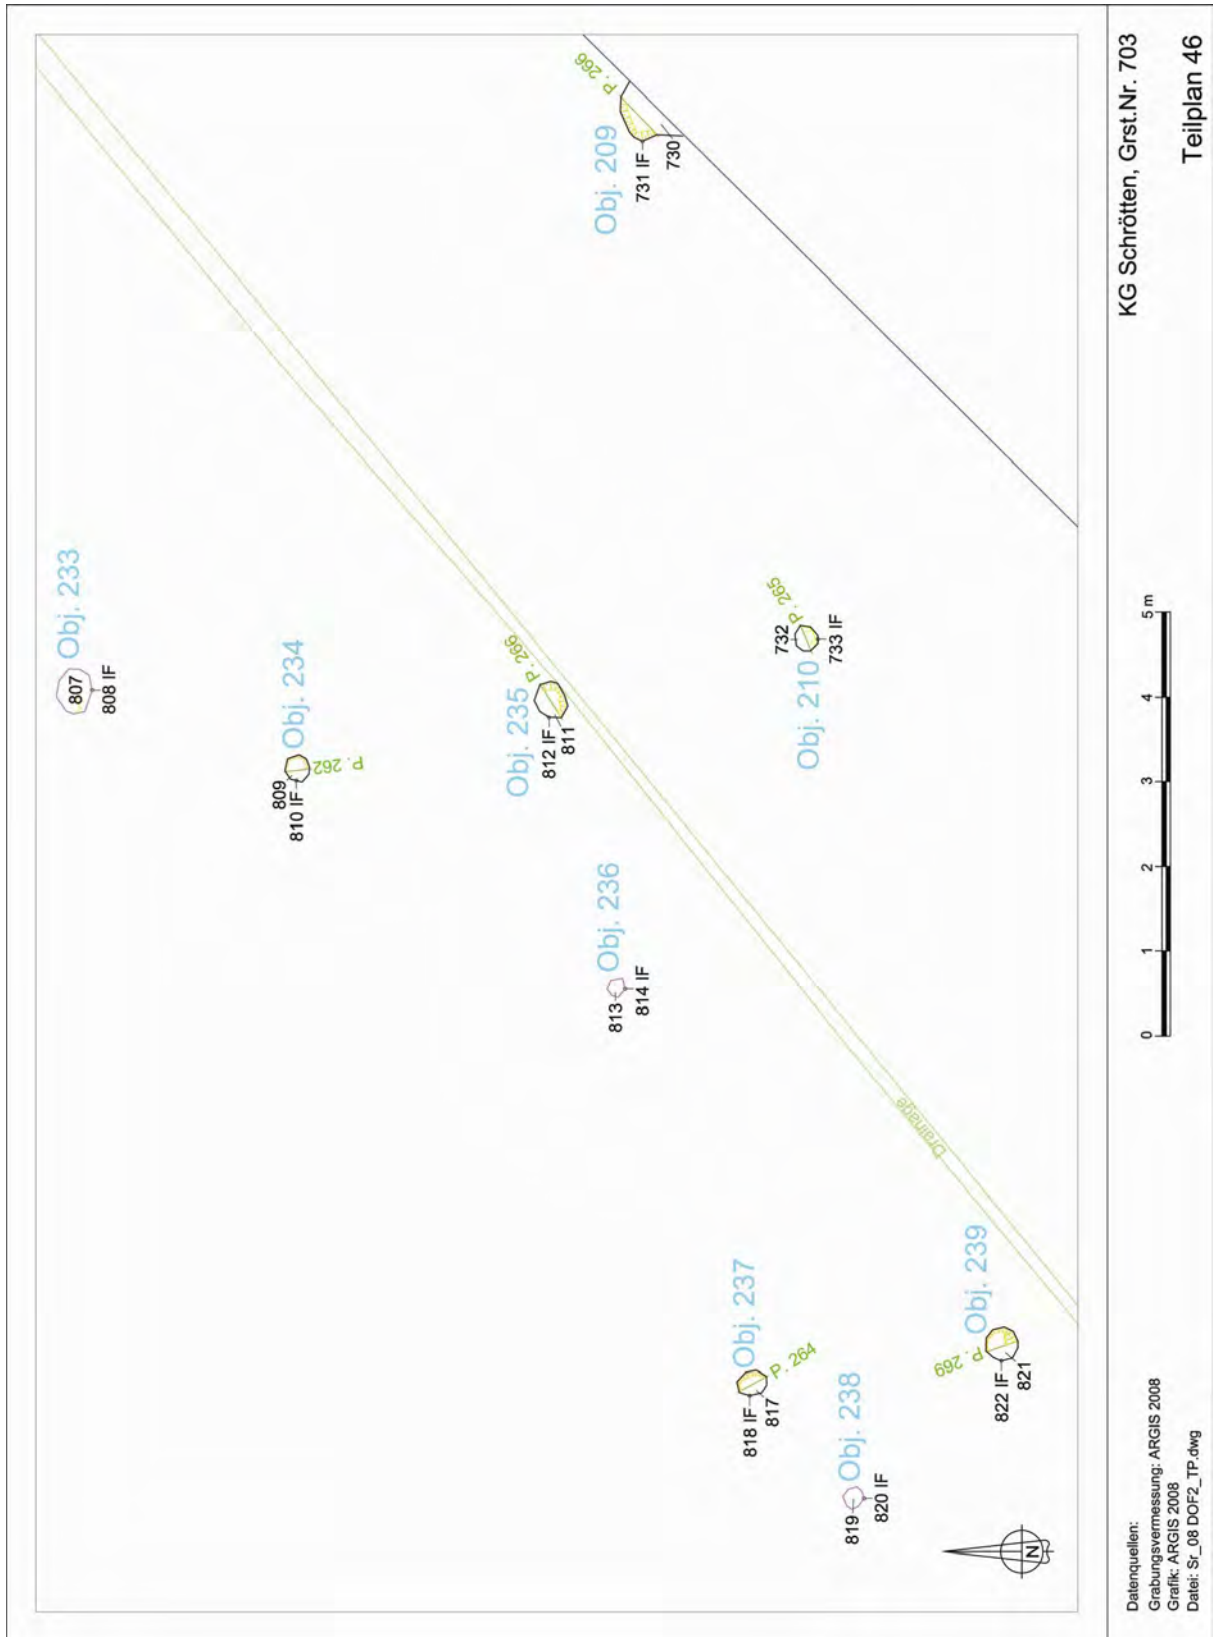 Obj. 233
807
808 IF
Obj. 234
809
810 IF
P. 262
Obj. 235
P. 266
812 IF
811
Obj. 209
P. 266
731 IF
730
Obj. 236
813
814 IF
Obj. 210
P. 265
732
733 IF
Drainage
Obj. 237
P. 264
818 IF
817
Obj. 238
819
820 IF
Obj. 239
P. 269
822 IF
821
N
Datenquellen:
Grabungsvermessung: ARGIS 2008
Grafik: ARGIS 2008
Datei: Sr_08 DOF2_TP.dwg
0 1 2 3 4 5 m
KG Schrötten, Grst.Nr. 703
Teilplan 46